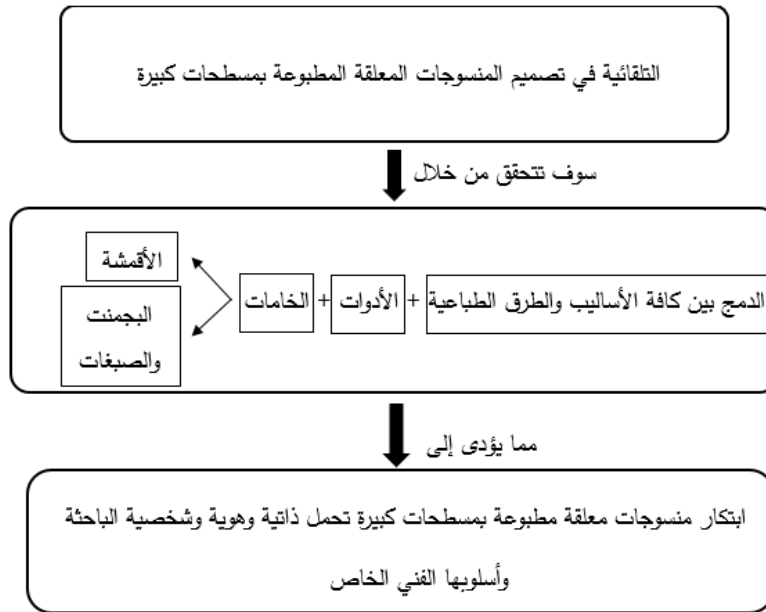 التلقائية في تصميم المنسوجات المعلقة المطبوعة بمسطحات كبيرة
سوف تتحقق من خلال
الدمج بين كافة الأساليب والطرق الطباعية + الأدوات + الخامات
الأقمشة
البجمنت
والصبغات
مما يؤدى إلى
ابتكار منسوجات معلقة مطبوعة بمسطحات كبيرة تحمل ذاتية وهوية وشخصية الباحثة
وأسلوبها الفني الخاص